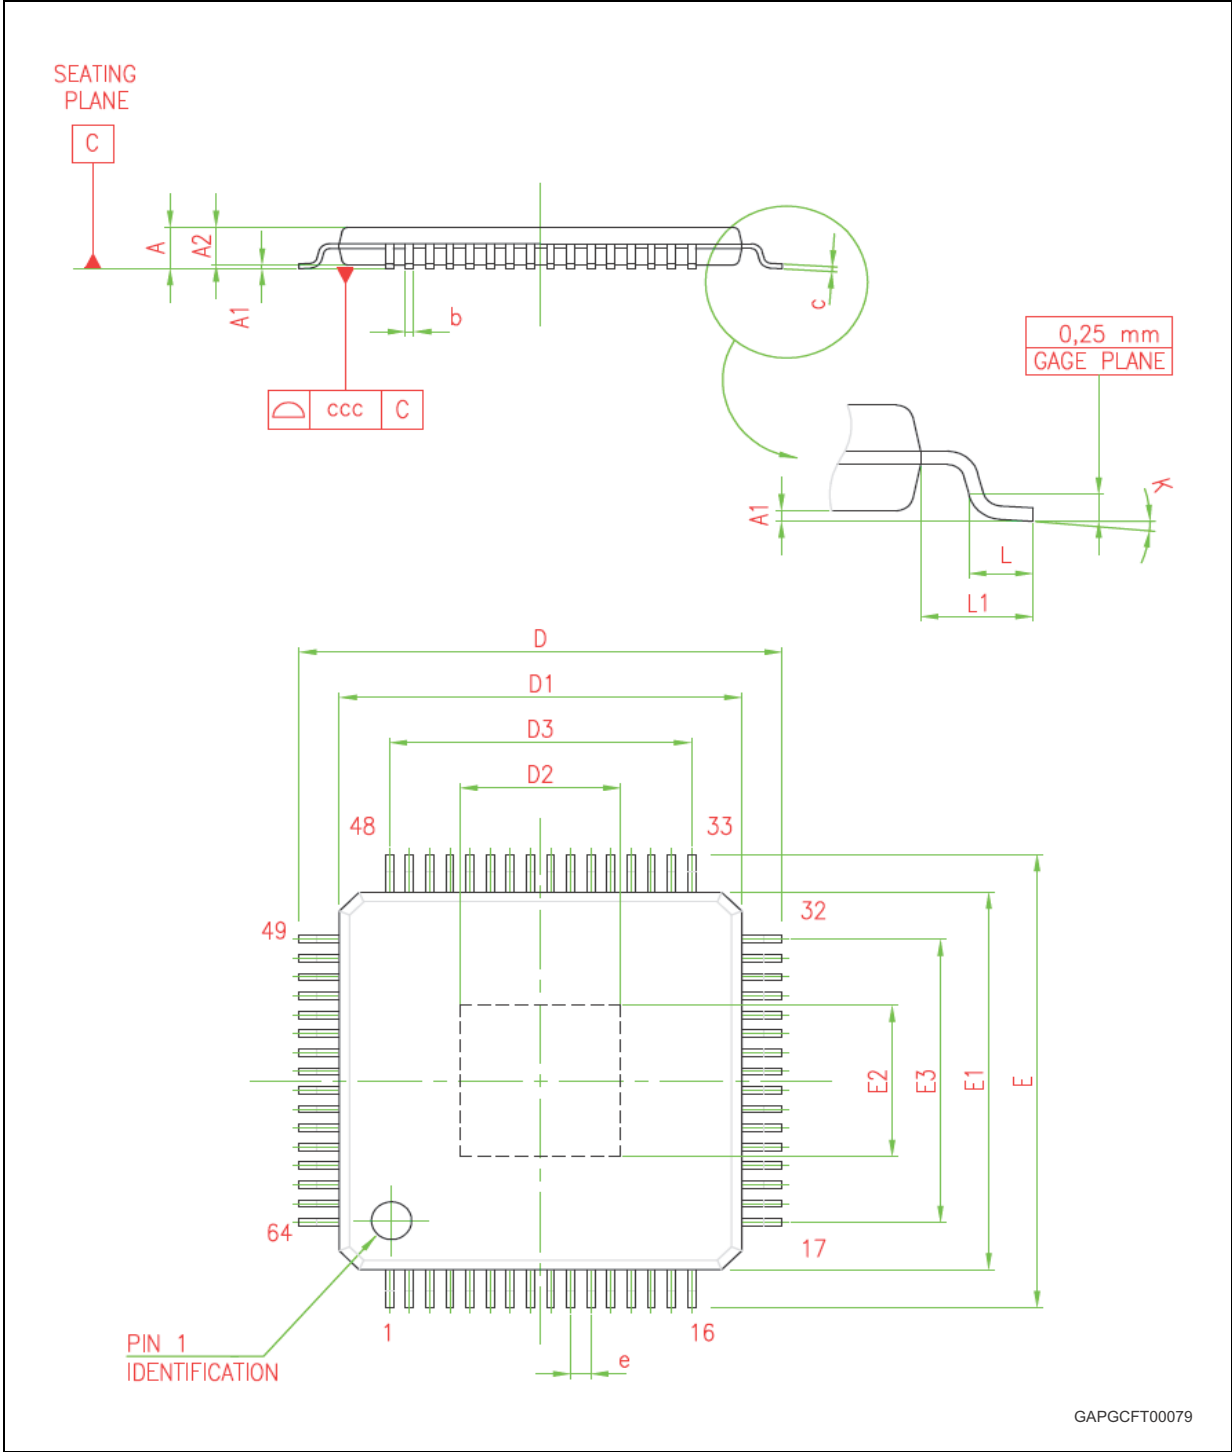 SEATING
PLANE
C
A
A2
A1
b
c
ccc C
0,25 mm
GAGE PLANE
A1
K
L
L1
D
D1
D3
D2
48
33
49
32
E2
E3
E1
E
64
17
1
16
PIN 1
IDENTIFICATION
e
GAPGCFT00079